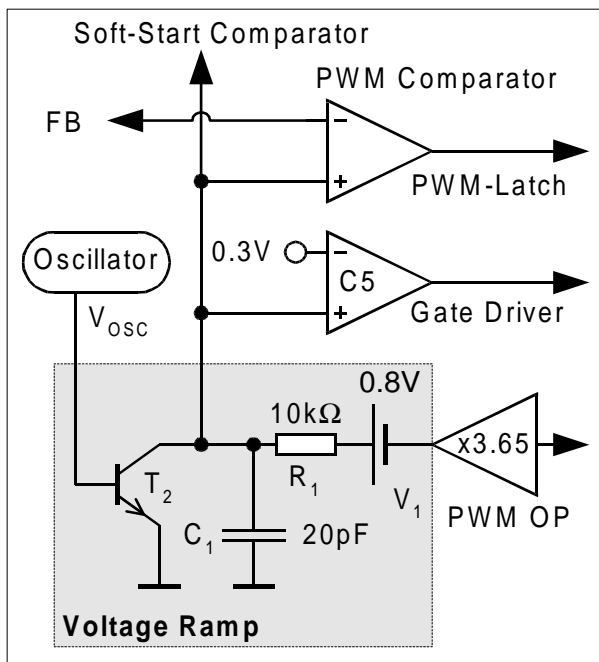 Soft-Start Comparator
PWM Comparator
FB
−
+
PWM-Latch
0.3V
−
C5
+
Oscillator
Gate Driver
VOSC
0.8V
10kΩ
x3.65
T2
R1
V1
PWM OP
C1
20pF
Voltage Ramp